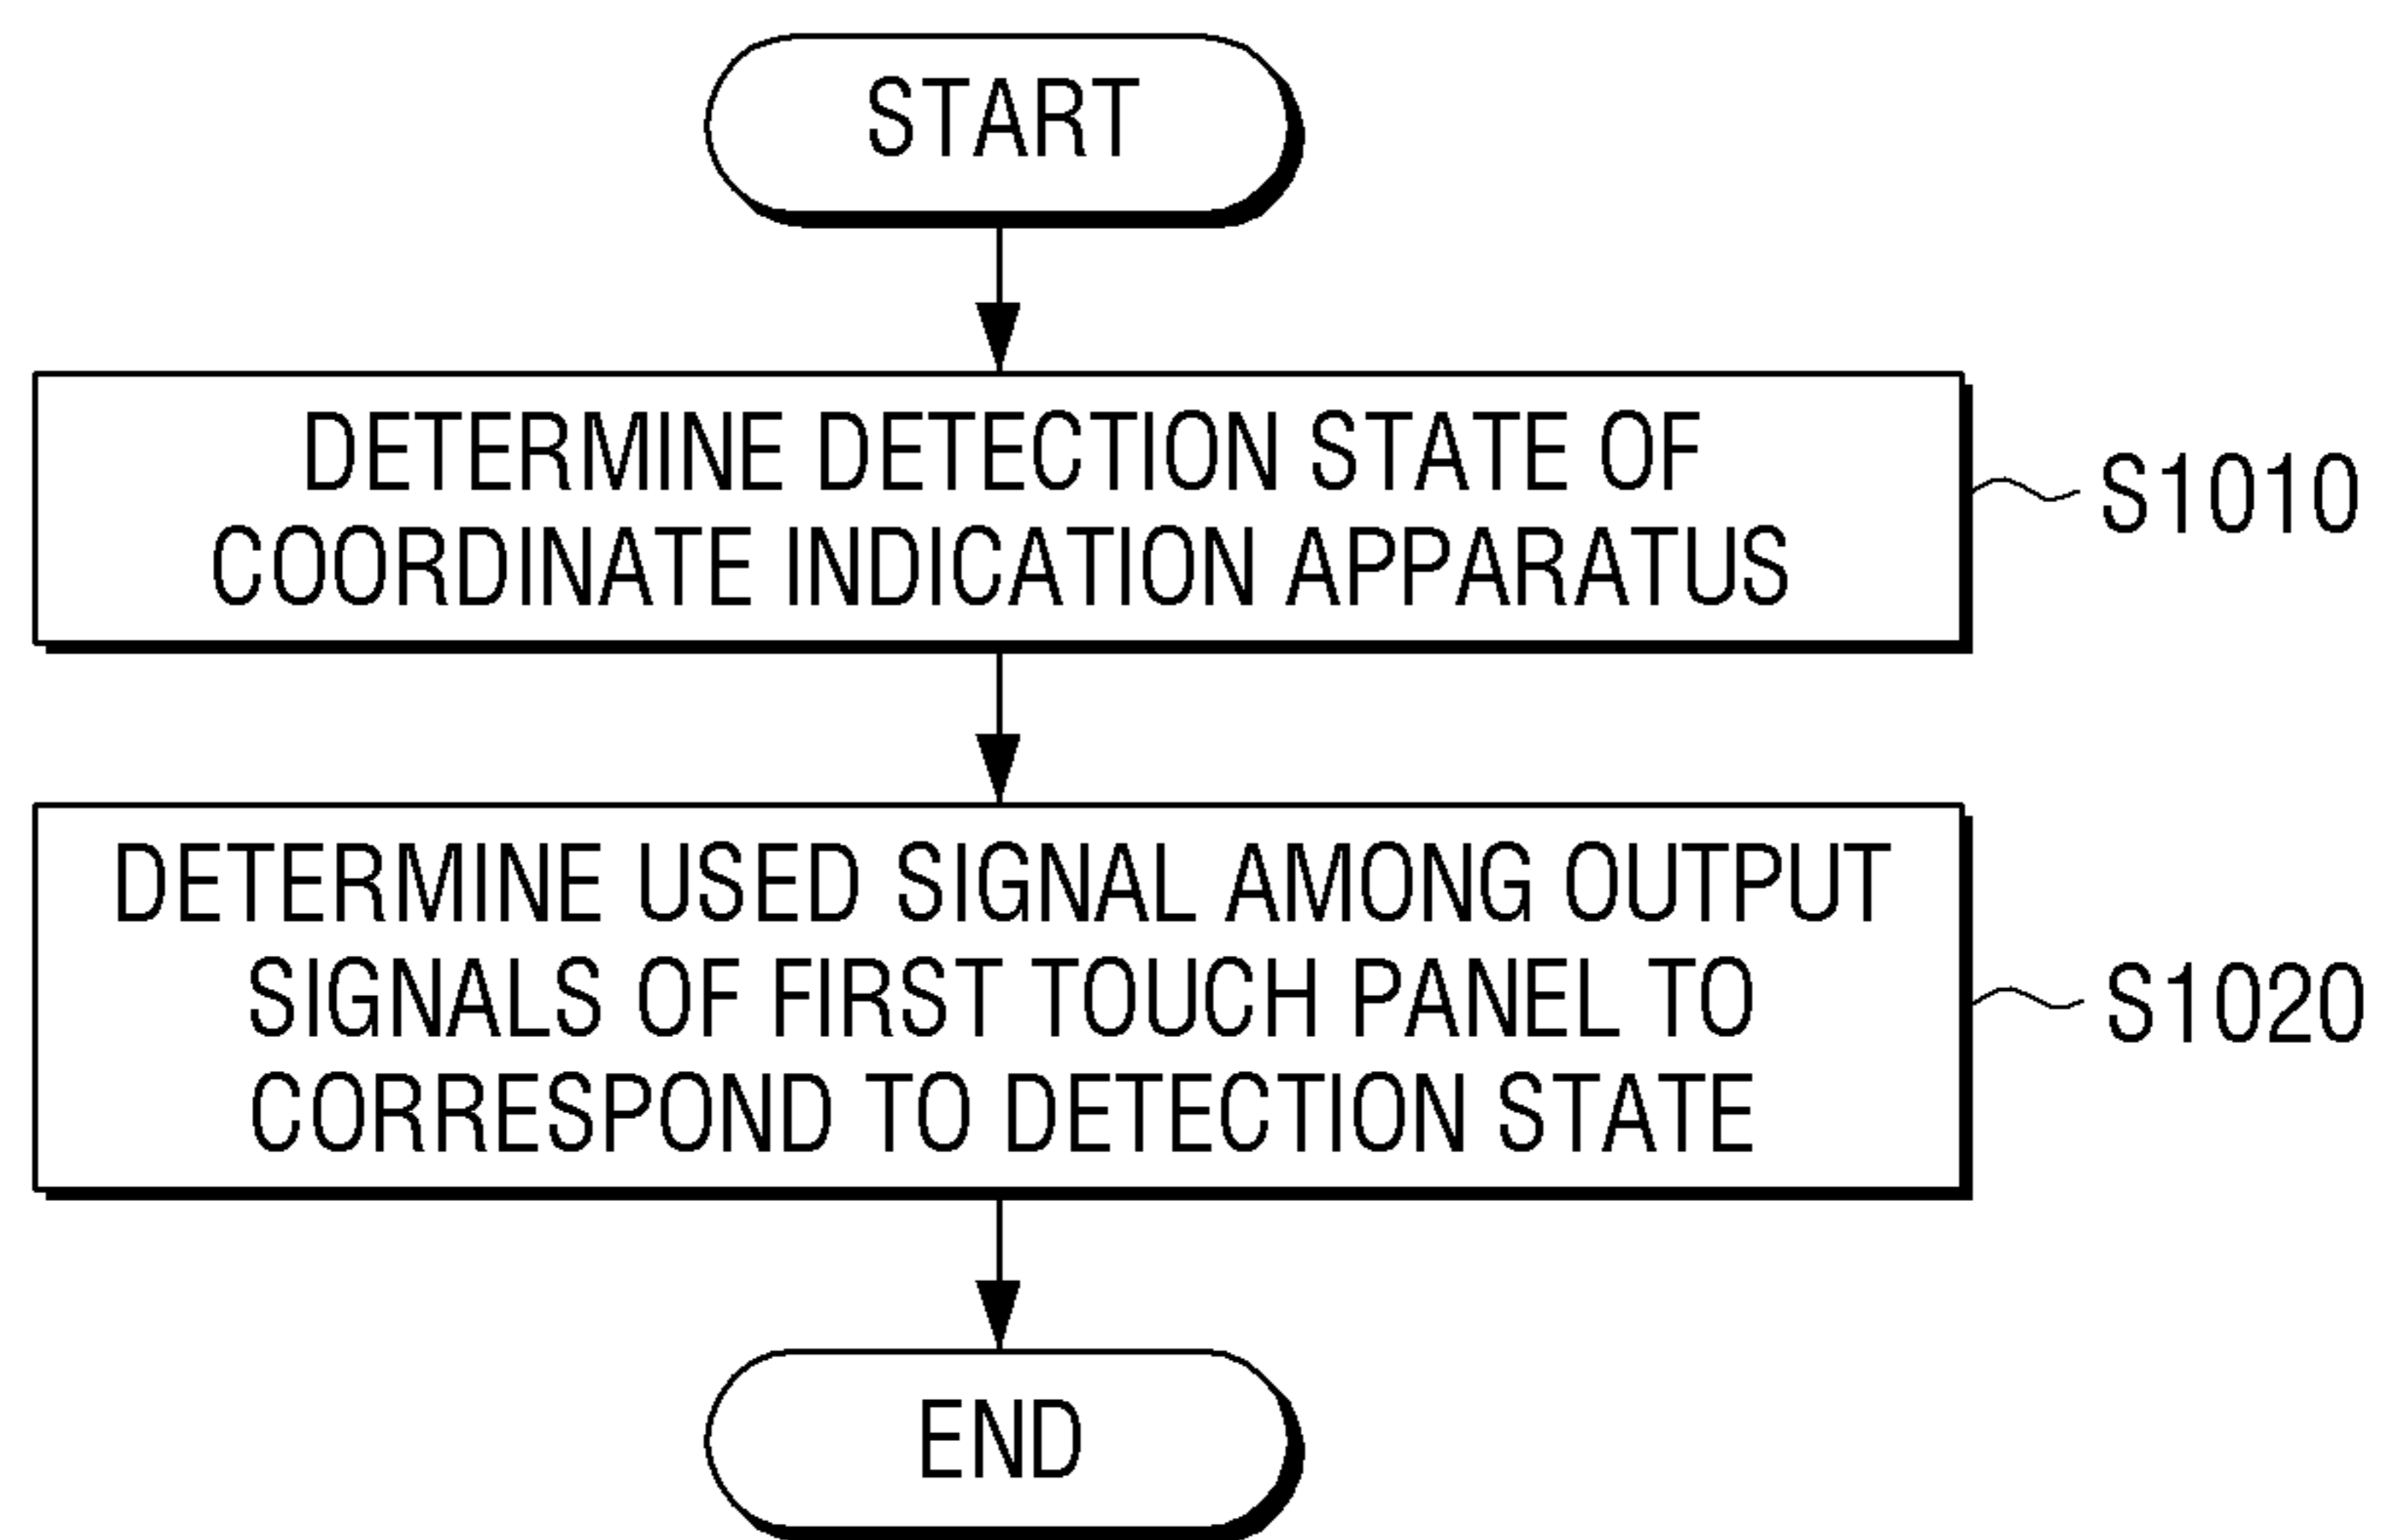 START
DETERMINE DETECTION STATE OF
COORDINATE INDICATION APPARATUS
S1010
DETERMINE USED SIGNAL AMONG OUTPUT
SIGNALS OF FIRST TOUCH PANEL TO
CORRESPOND TO DETECTION STATE
S1020
END